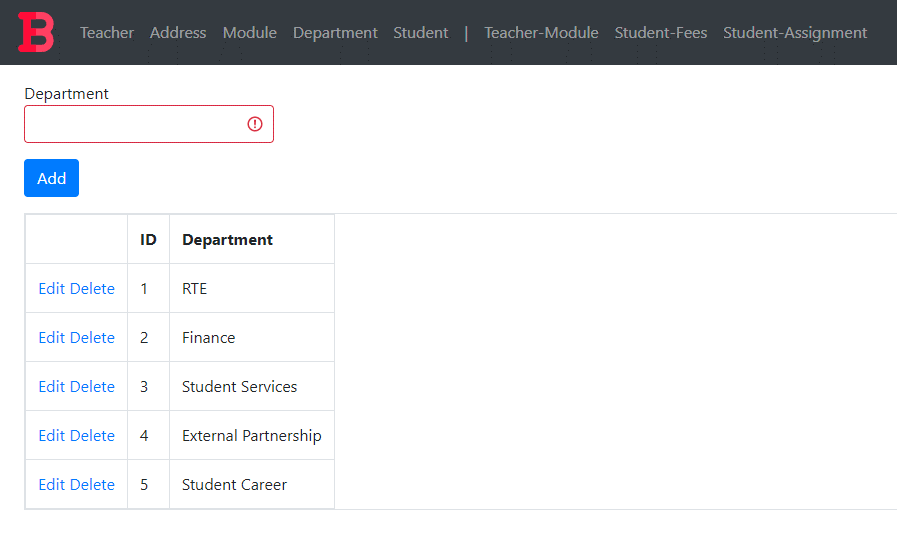 B Teacher Address Module Department Student | Teacher-Module Student-Fees Student-Assignment
Department
Add
ID Department
Edit Delete 1 RTE
Edit Delete 2 Finance
Edit Delete 3 Student Services
Edit Delete 4 External Partnership
Edit Delete 5 Student Career